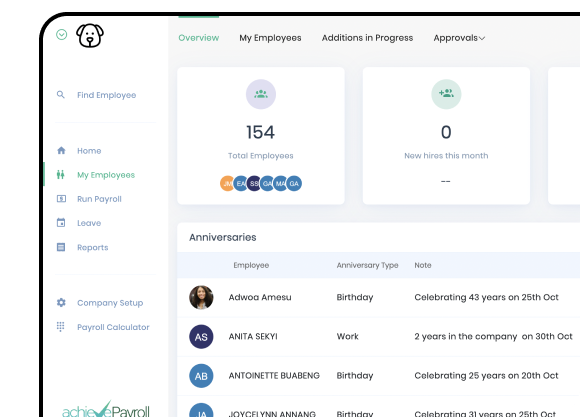 Overview My Employees Additions in Progress Approvals
Find Employee
154
0
Total Employees
New hires this month
JM EA SS GA MA GA
--
Home
My Employees
Run Payroll
Leave
Reports
Company Setup
Payroll Calculator
achievePayroll
Anniversaries
Employee Anniversary Type Note
Adwoa Amesu Birthday Celebrating 43 years on 25th Oct
AS ANITA SEKYI Work 2 years in the company on 30th Oct
AB ANTOINETTE BUABENG Birthday Celebrating 25 years on 20th Oct
JA JOYCELYNN ANNANG Birthday Celebrating 31 years on 25th Oct